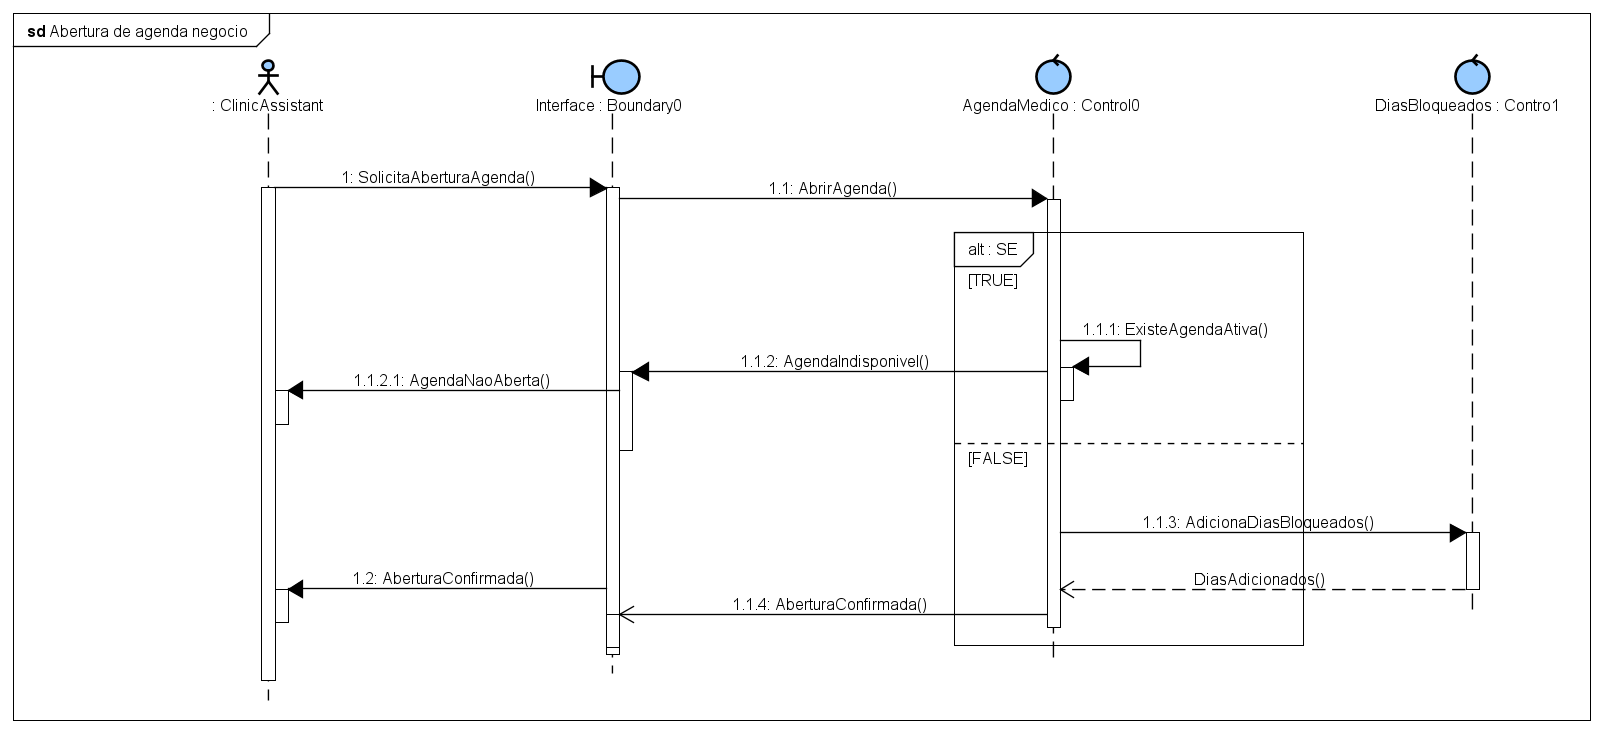 sd Abertura de agenda negocio
: ClinicAssistant
Interface : Boundary0
AgendaMedico : Control0
DiasBloqueados : Contro1
1: SolicitaAberturaAgenda()
1.1: AbrirAgenda()
alt : SE
[TRUE]
1.1.1: ExisteAgendaAtiva()
1.1.2: AgendaIndisponivel()
1.1.2.1: AgendaNaoAberta()
[FALSE]
1.1.3: AdicionaDiasBloqueados()
1.2: AberturaConfirmada()
DiasAdicionados()
1.1.4: AberturaConfirmada()